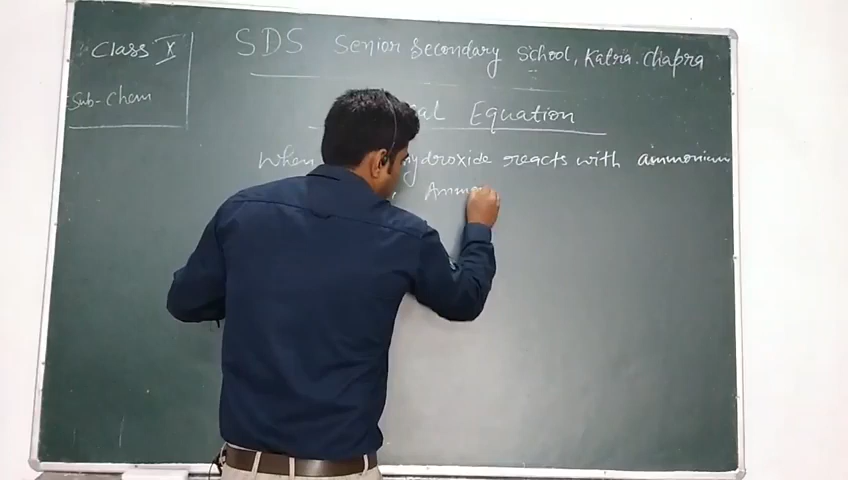 Class X
SDS Senior Secondary School, Katra. Chapra
Sub-Chem
Equation
When hydroxide reacts with ammonium